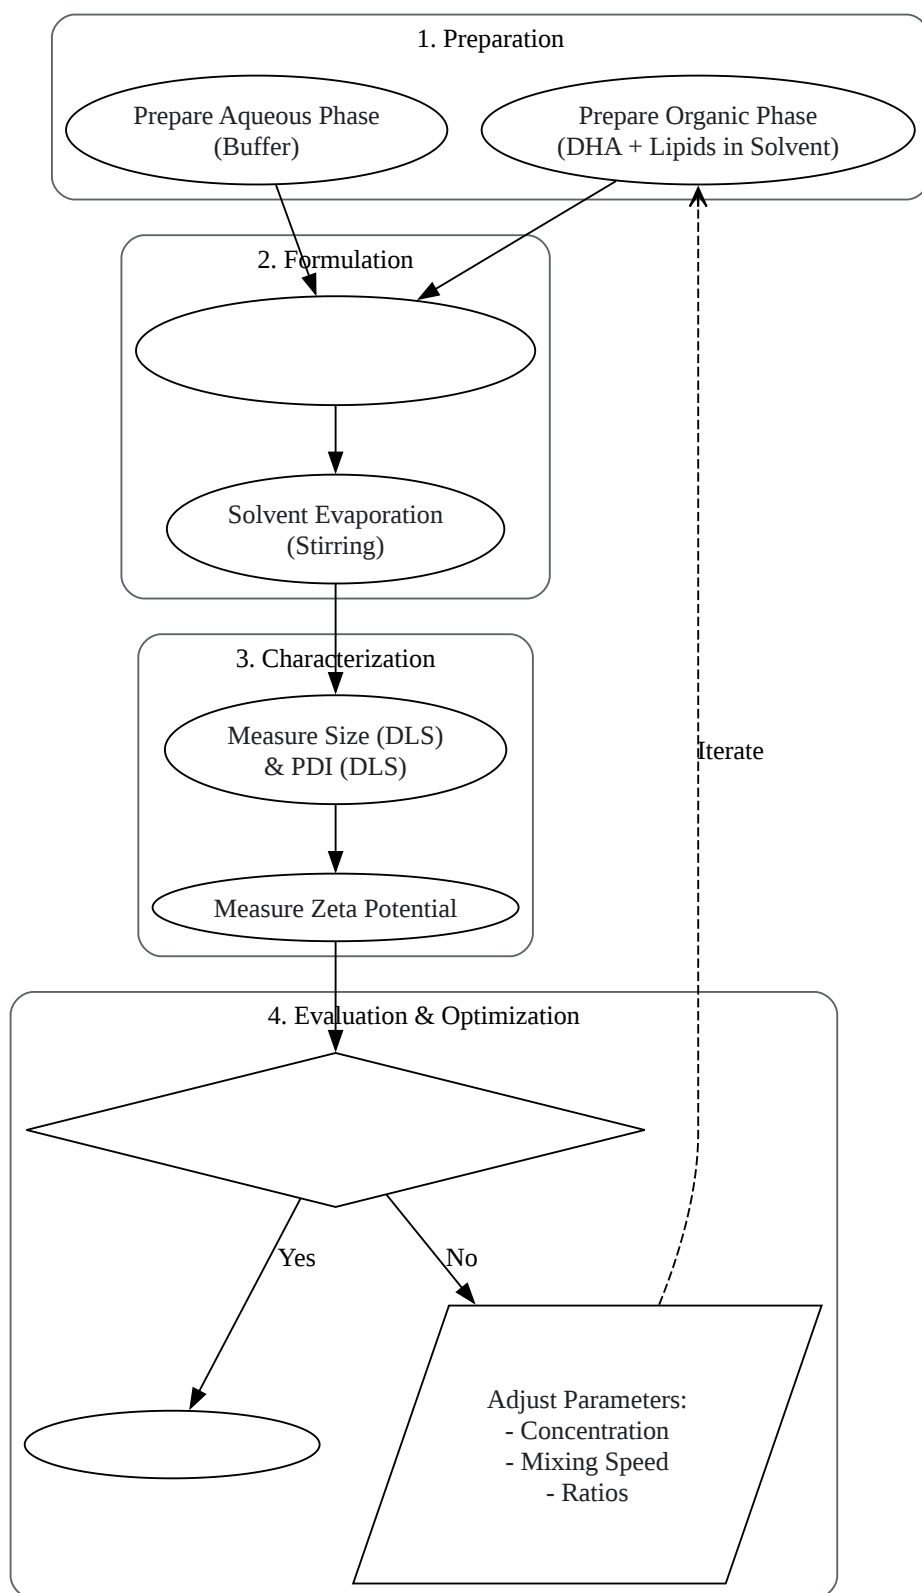 1. Preparation
Prepare Aqueous Phase
(Buffer)
Prepare Organic Phase
(DHA + Lipids in Solvent)
2. Formulation
Solvent Evaporation
(Stirring)
3. Characterization
Measure Size (DLS)
& PDI (DLS)
Iterate
Measure Zeta Potential
4. Evaluation & Optimization
Yes
No
Adjust Parameters:
- Concentration
- Mixing Speed
- Ratios